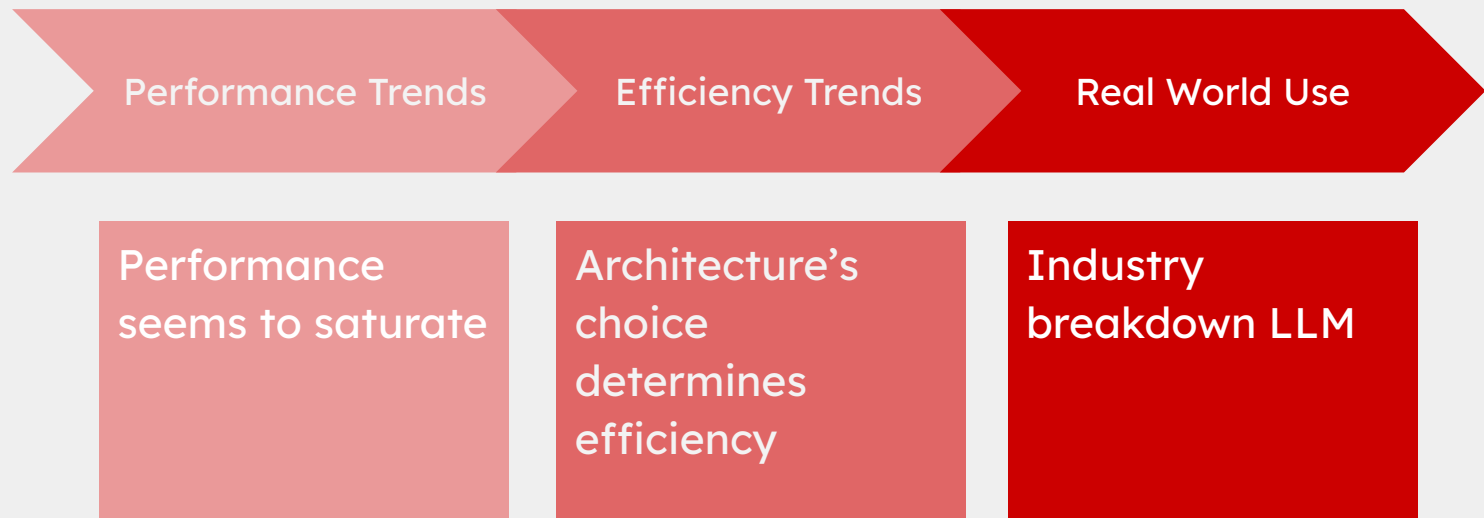 Performance Trends
Efficiency Trends
Real World Use
Performance
seems to saturate
Architecture’s
choice
determines
efficiency
Industry
breakdown LLM